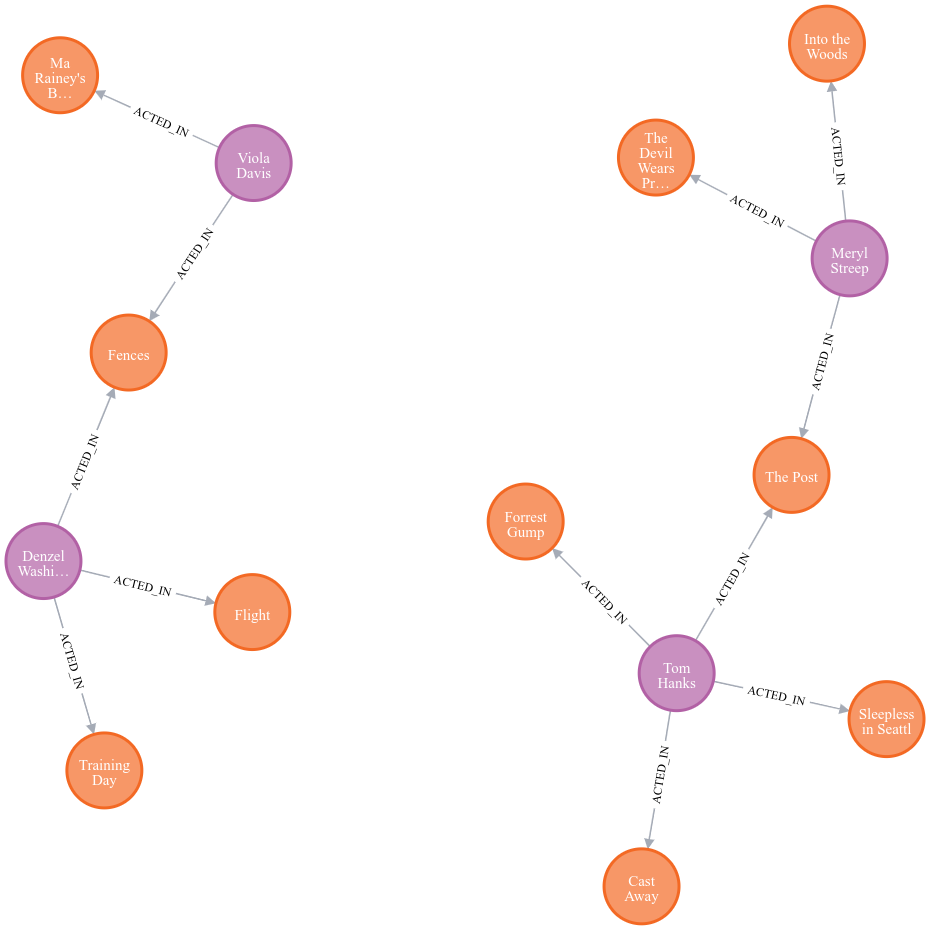 Into the
Woods
Ma
Rainey's
B…
ACTED_IN
ACTED_IN
The
Devil
Wears
Pr…
Viola
Davis
ACTED_IN
ACTED_IN
Meryl
Streep
Fences
ACTED_IN
ACTED_IN
The Post
Forrest
Gump
Denzel
Washi…
ACTED_IN
ACTED_IN
ACTED_IN
Flight
ACTED_IN
Tom
Hanks
ACTED_IN
Sleepless
in Seattl
Training
Day
ACTED_IN
Cast
Away